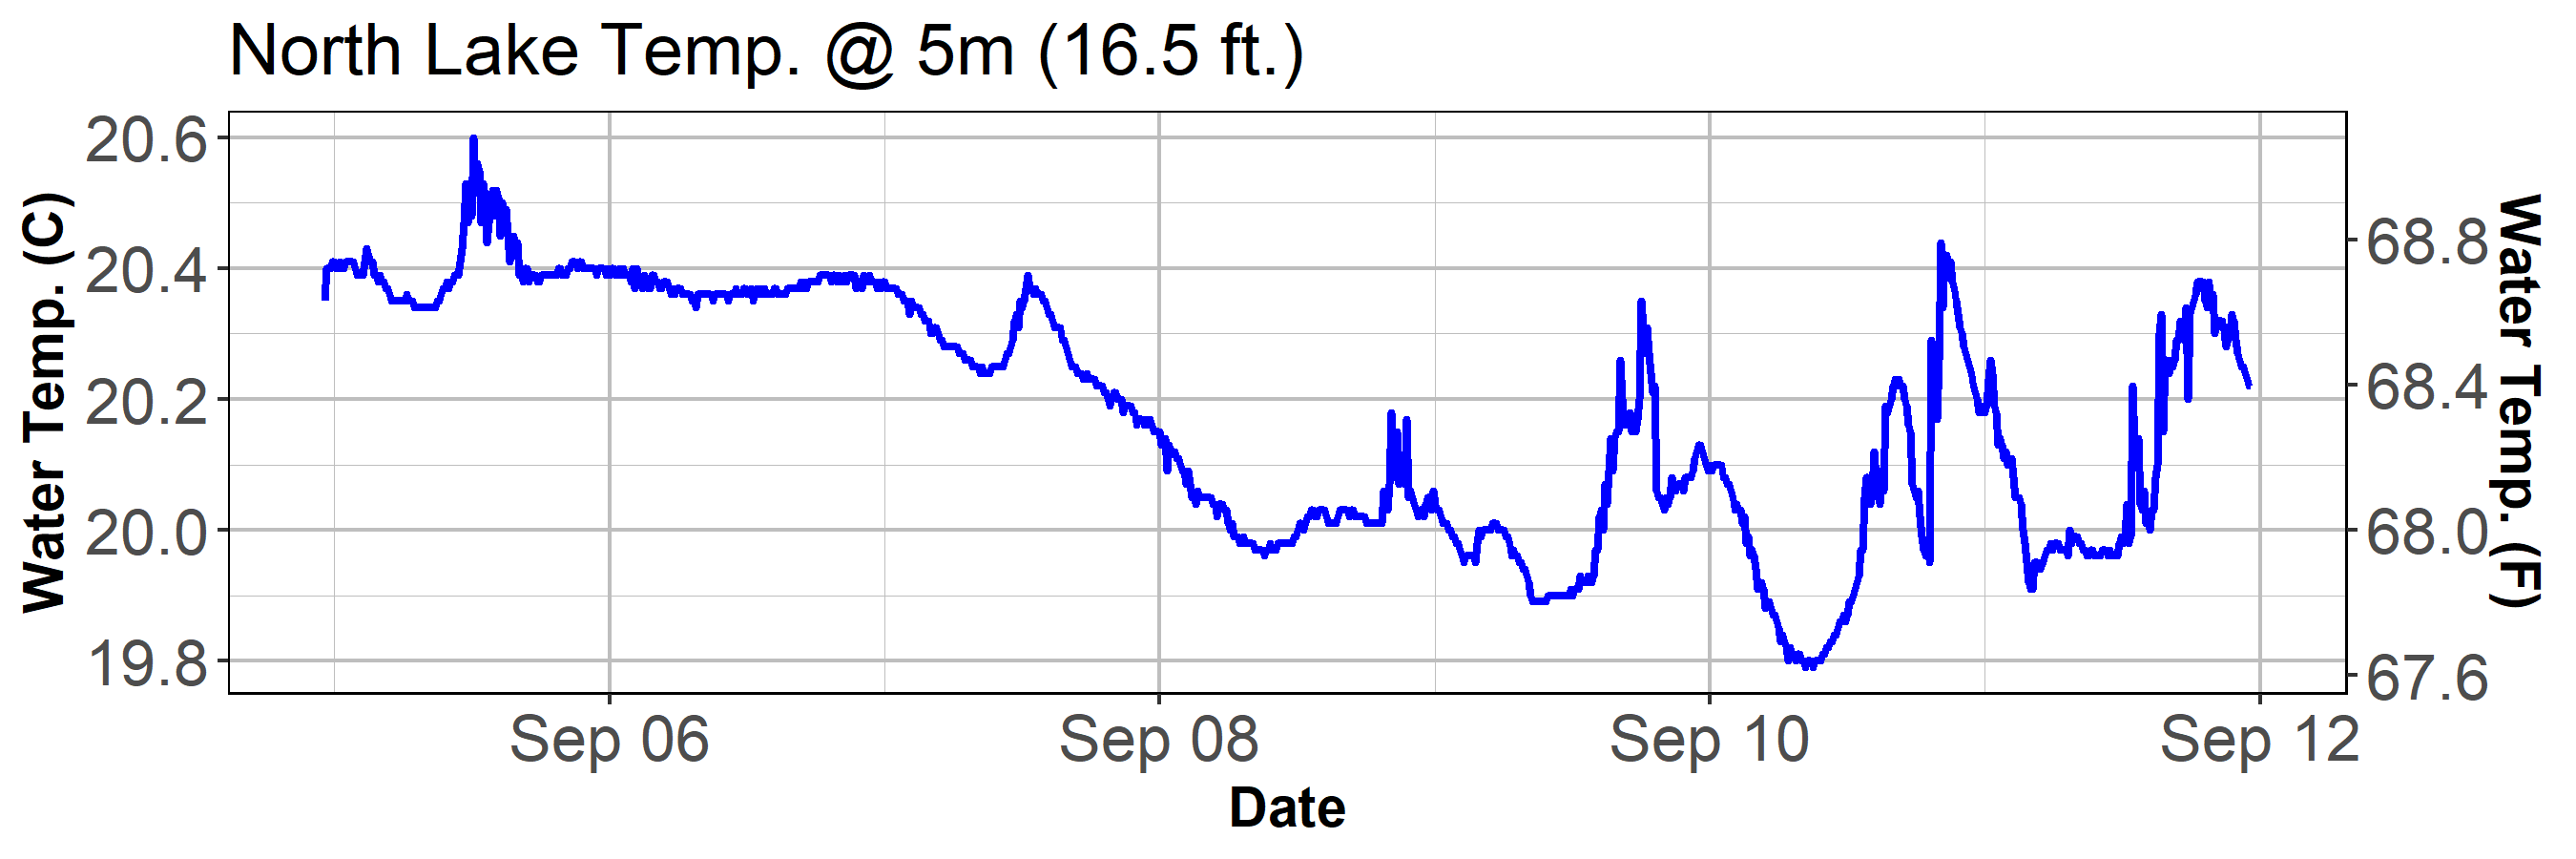 North Lake Temp. @ 5m (16.5 ft.)
Water Temp. (C)
20.6
20.4
20.2
20.0
19.8
68.8
68.4
68.0
67.6
Water Temp. (F)
Sep 06
Sep 08
Sep 10
Sep 12
Date